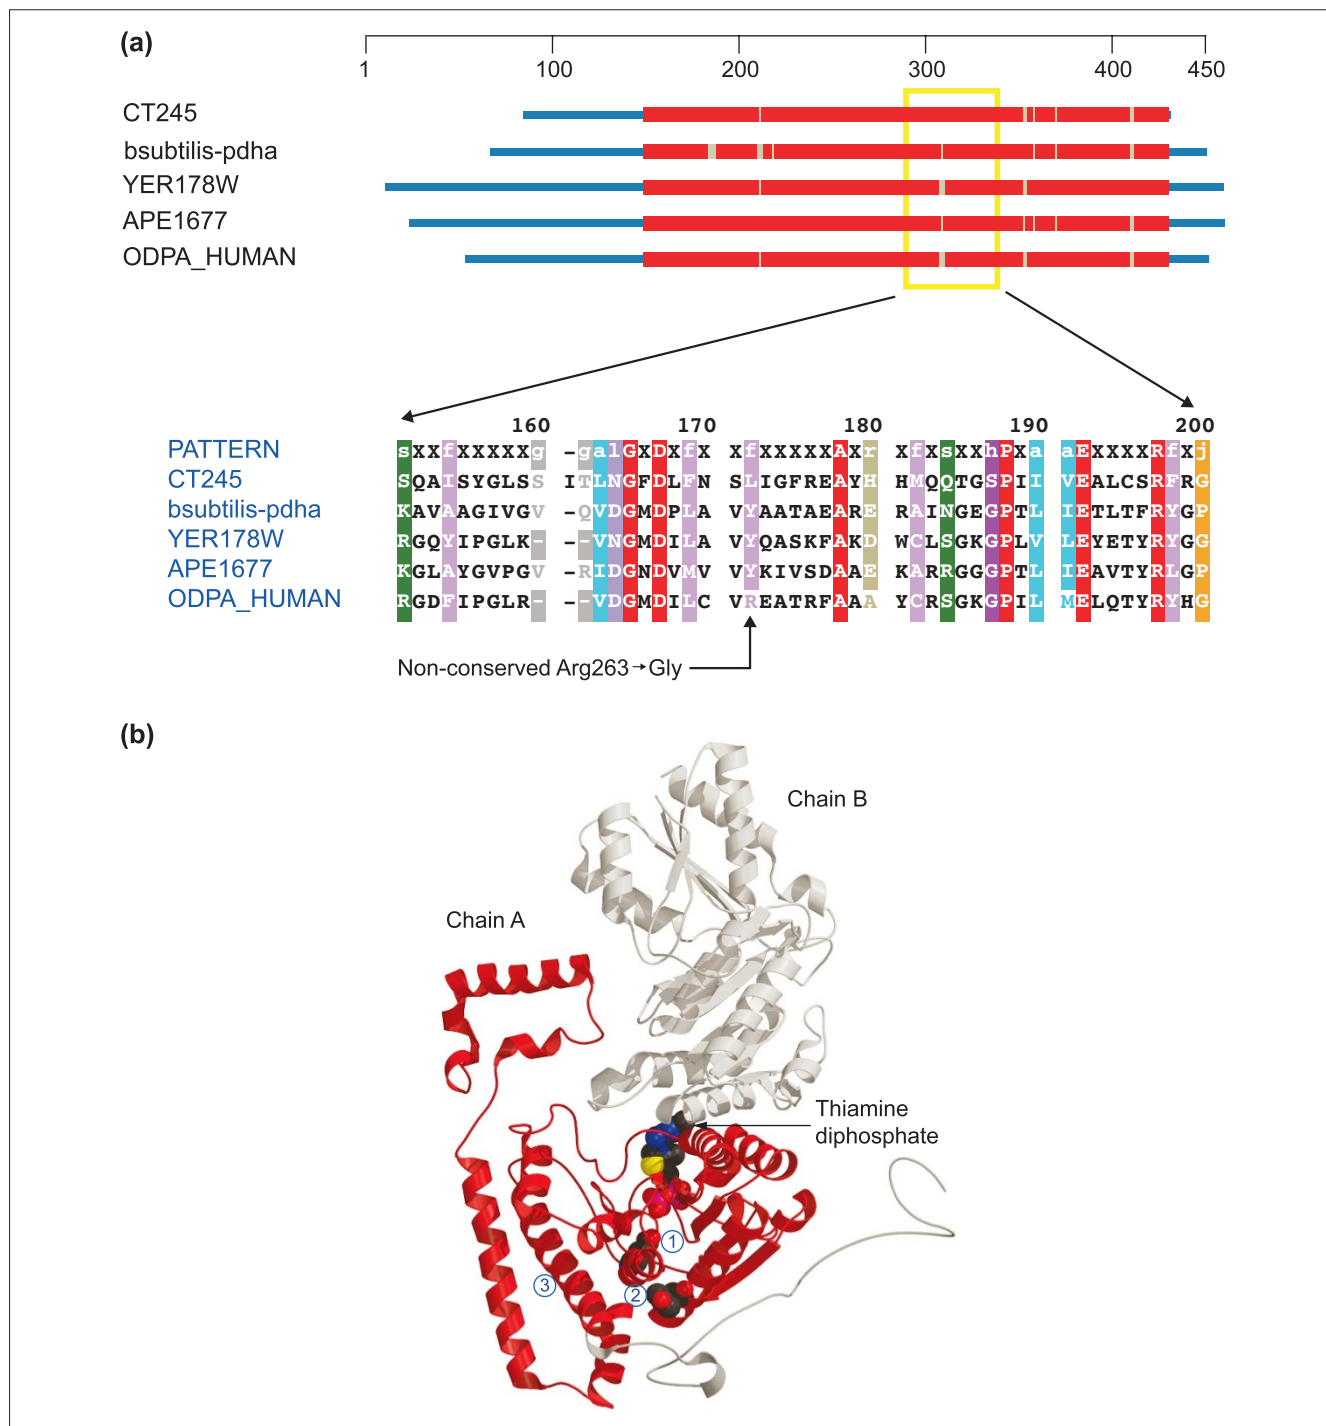 (a)
1 100 200 300 400 450
CT245
bsubtilis-pdha
YER178W
APE1677
ODPA_HUMAN
160 170 180 190 200
PATTERN sXXfXXXXXg -galGXDXfX XfXXXXXAXr XfXsXXhPXa aEXXXXRfXj
CT245 SQAISYGLSS ITLNGFDLFN SLIGFREAYH HMQQTGSPII VEALCSRFRG
bsubtilis-pdha KAVAAGIVGV -QVDGMDPLA VYAATAEARE RAINGEGPTL IETLTFRYGP
YER178W RGQYIPGLK- -VNGMDILA VYQASKFAKD WCLSGKGPLV LEYETYRYGG
APE1677 KGLAYGVPGV -RIDGNDVMV VYKIVSDAAE KARRGGGPTL IEAVTYRLGP
ODPA_HUMAN RGDFIPGLR- -VDGMDILC VREATRFAAA YCRSGKGPIL MELQTYRYHG
Non-conserved Arg263→Gly
(b)
Chain B
Chain A
Thiamine
diphosphate
1
3
2